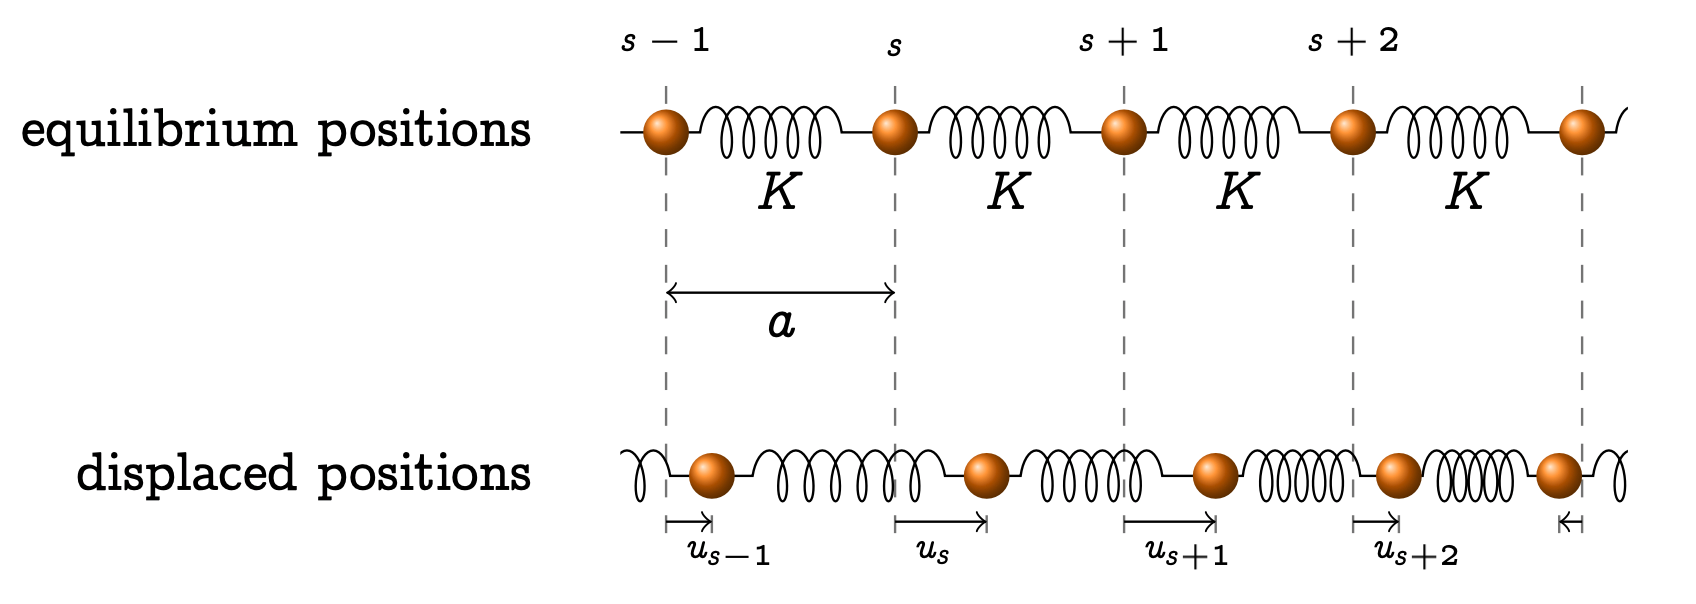 s − 1 s s + 1 s + 2
equilibrium positions
K K K K
a
displaced positions
u_{s−1} u_s u_{s+1} u_{s+2}